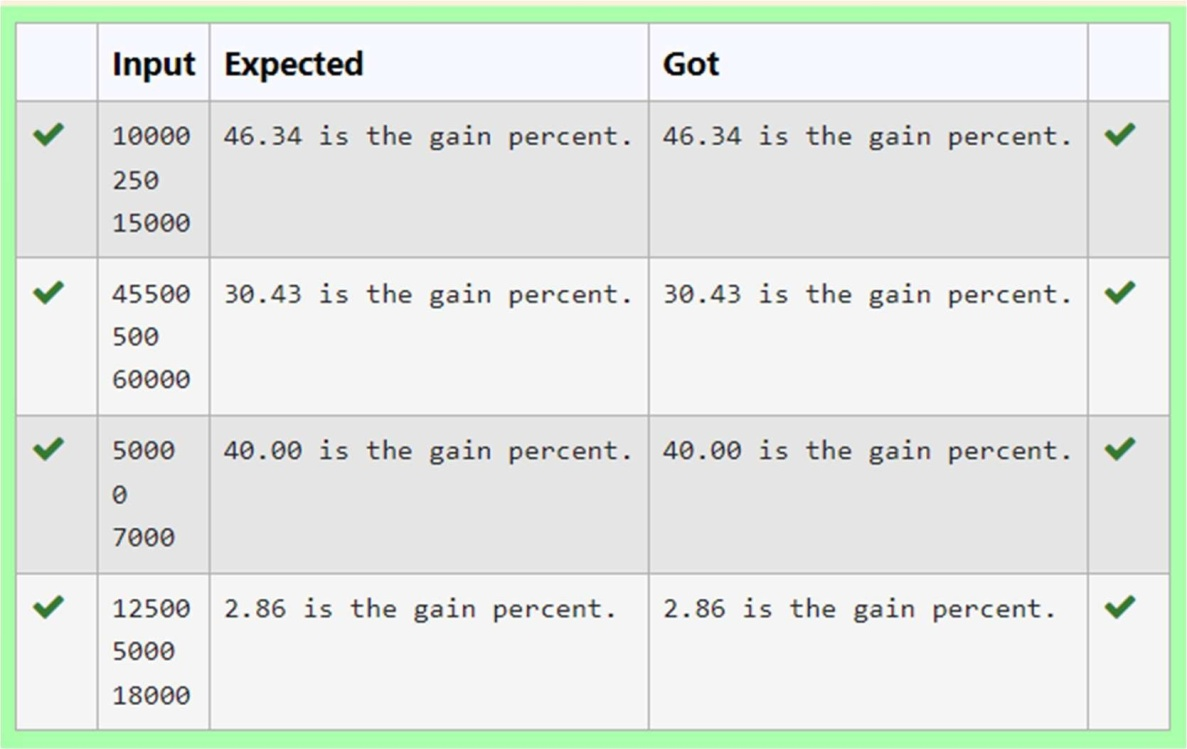 Input Expected Got
10000 46.34 is the gain percent. 46.34 is the gain percent.
250
15000
45500 30.43 is the gain percent. 30.43 is the gain percent.
500
60000
5000 40.00 is the gain percent. 40.00 is the gain percent.
0
7000
12500 2.86 is the gain percent. 2.86 is the gain percent.
5000
18000